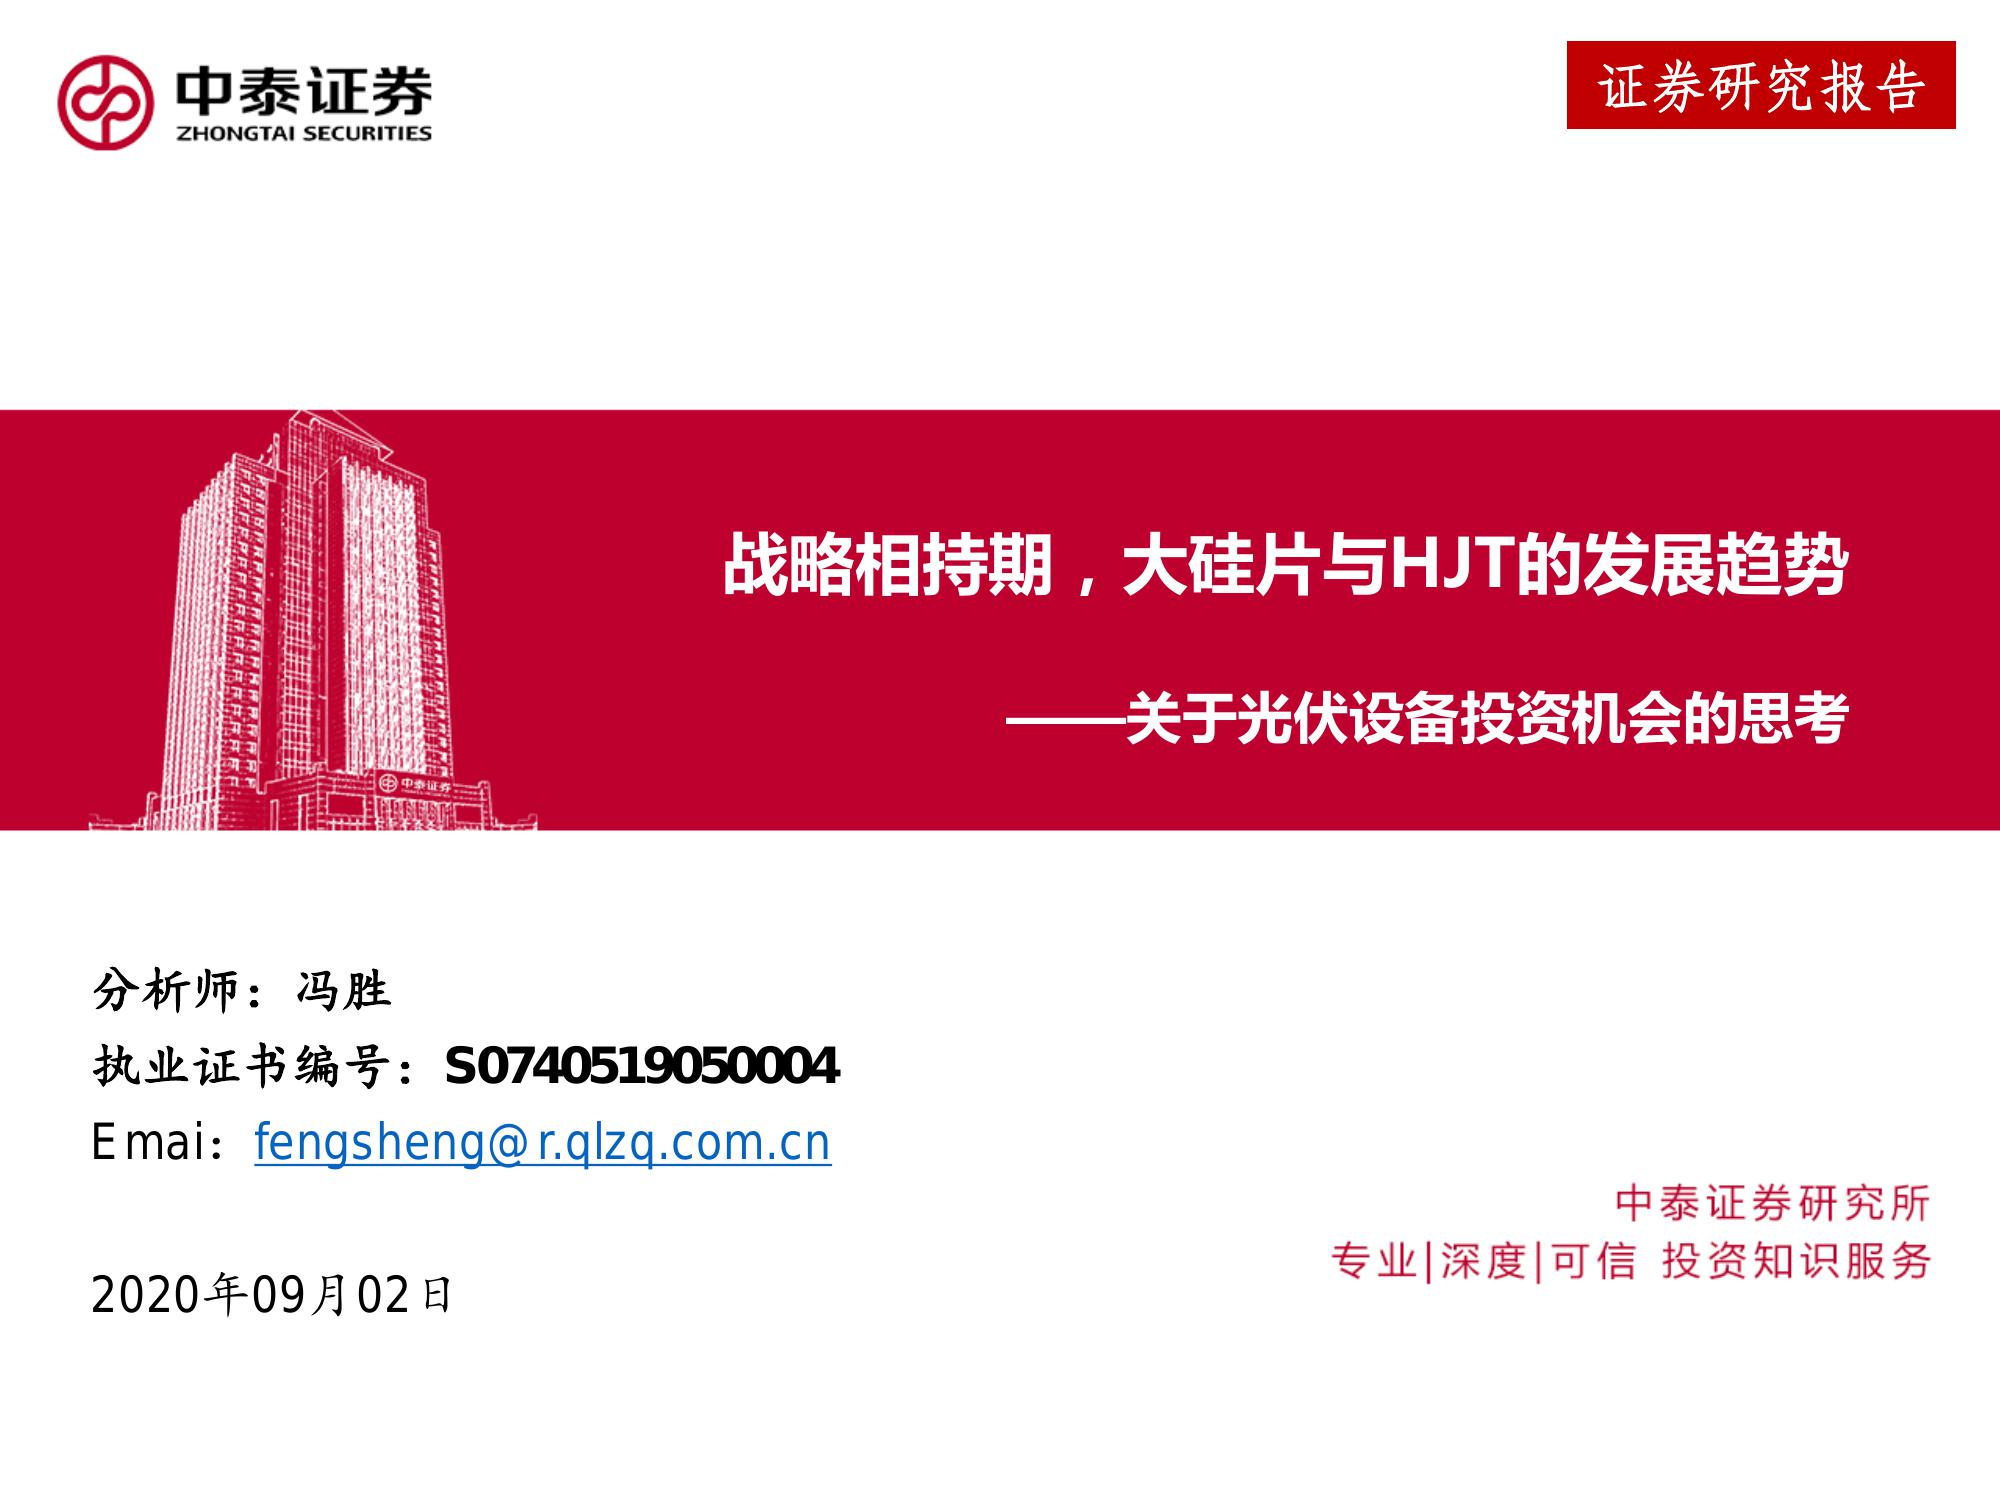 中泰证券
ZHONGTAI SECURITIES
证券研究报告
战略相持期，大硅片与HJT的发展趋势
——关于光伏设备投资机会的思考
中泰证券
分析师：冯胜
执业证书编号：S0740519050004
Emai：fengsheng@r.qlzq.com.cn
2020年09月02日
中泰证券研究所
专业|深度|可信 投资知识服务